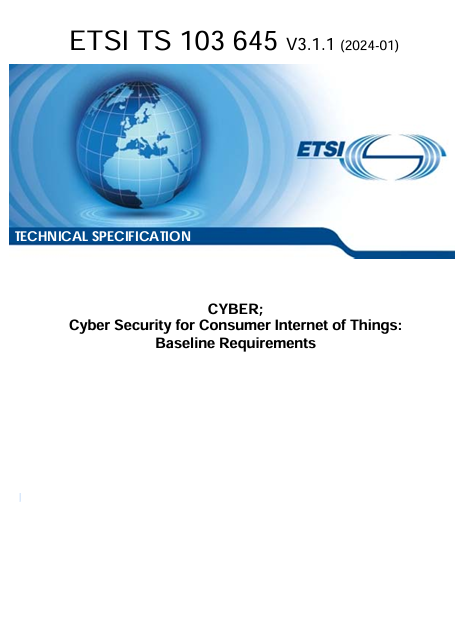 ETSI TS 103 645 V3.1.1 (2024-01)
ETSI
TECHNICAL SPECIFICATION
CYBER;
Cyber Security for Consumer Internet of Things:
Baseline Requirements